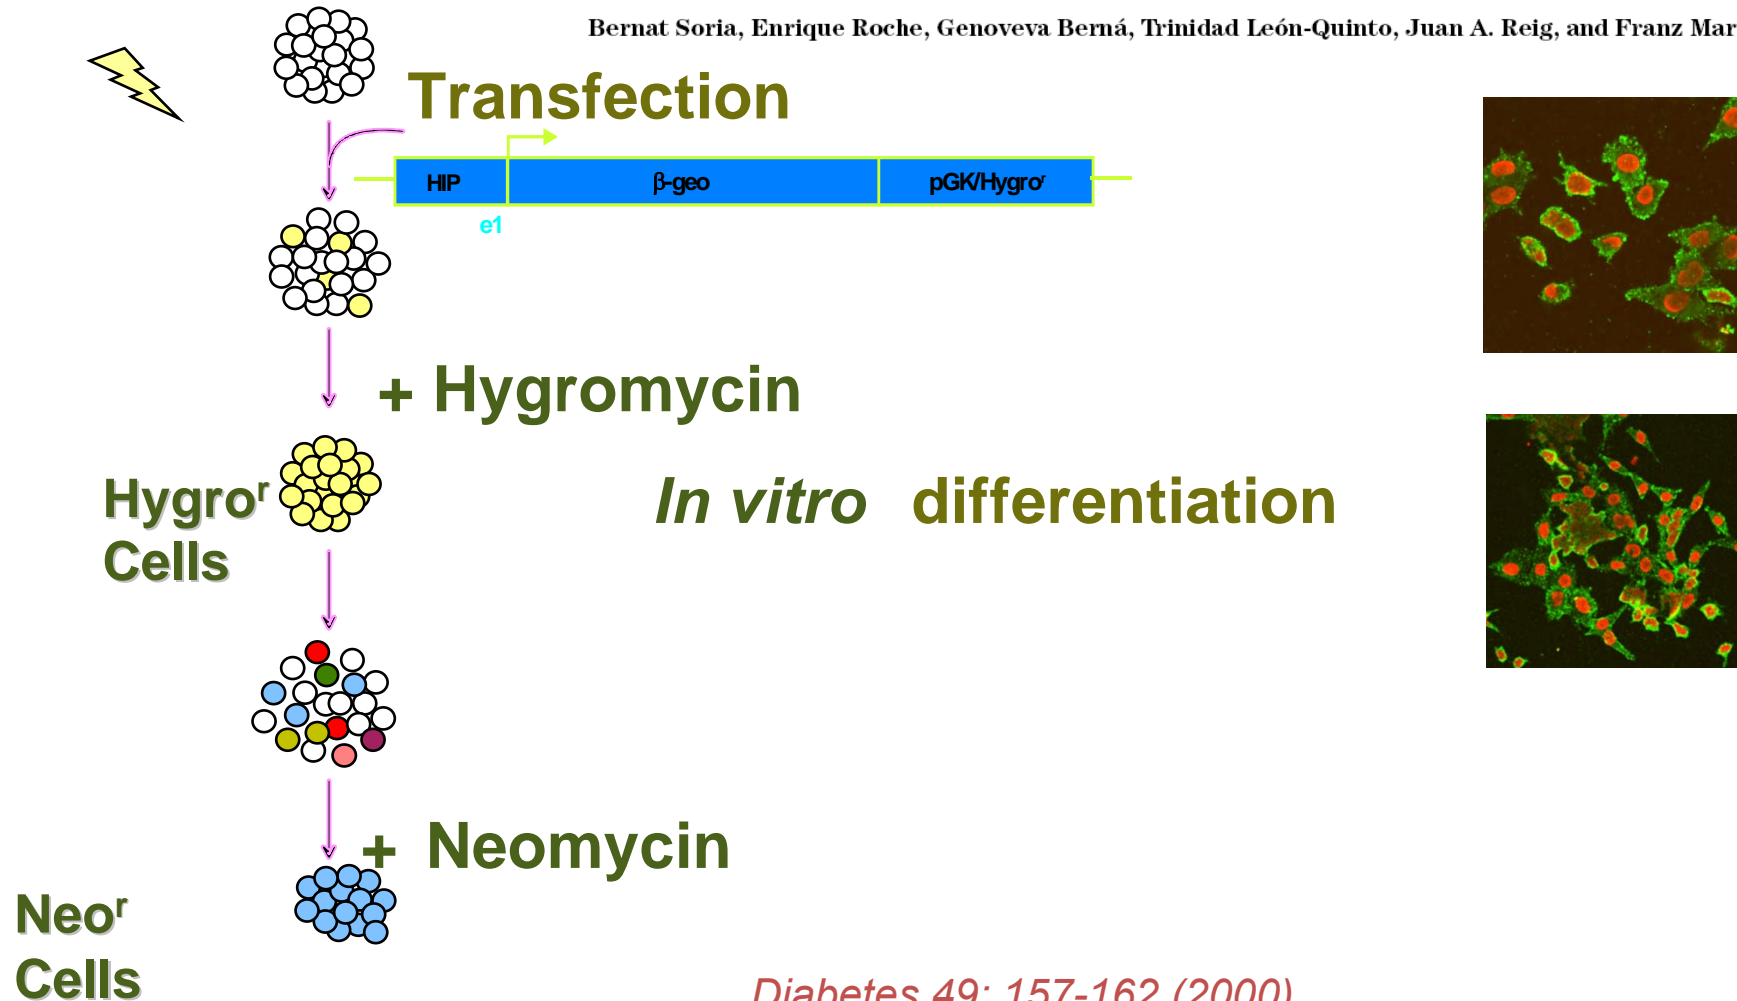 Bernat Soria, Enrique Roche, Genoveva Berná, Trinidad León-Quinto, Juan A. Reig, and Franz Mar
Transfection
HIP β-geo pGK/Hygroʳ
e1
+ Hygromycin
Hygroʳ
Cells
In vitro differentiation
+ Neomycin
Neoʳ
Cells
Diabetes 49: 157-162 (2000)